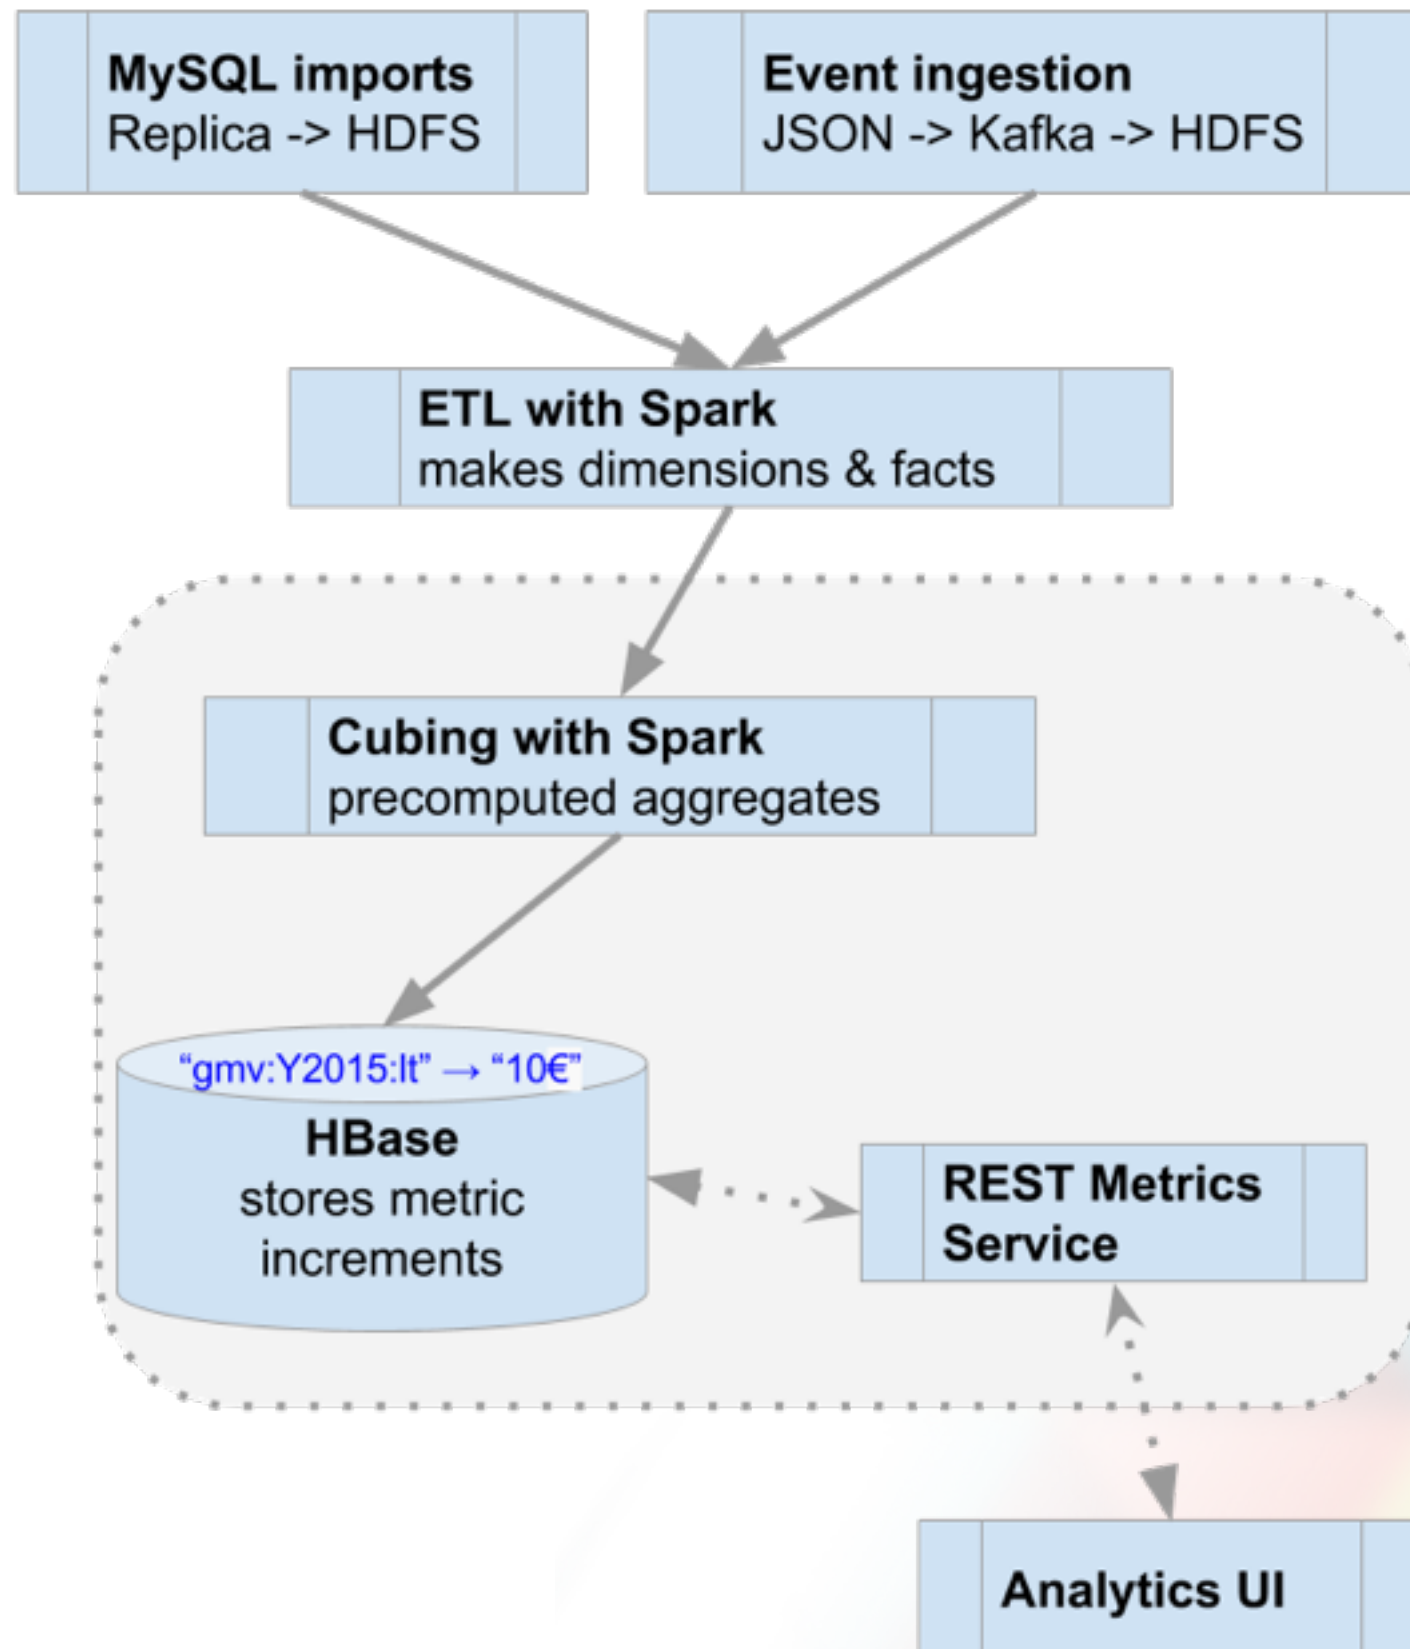 MySQL imports
Replica -> HDFS
Event ingestion
JSON -> Kafka -> HDFS
ETL with Spark
makes dimensions & facts
Cubing with Spark
precomputed aggregates
“gmv:Y2015:lt” → “10€”
HBase
stores metric
increments
REST Metrics
Service
Analytics UI